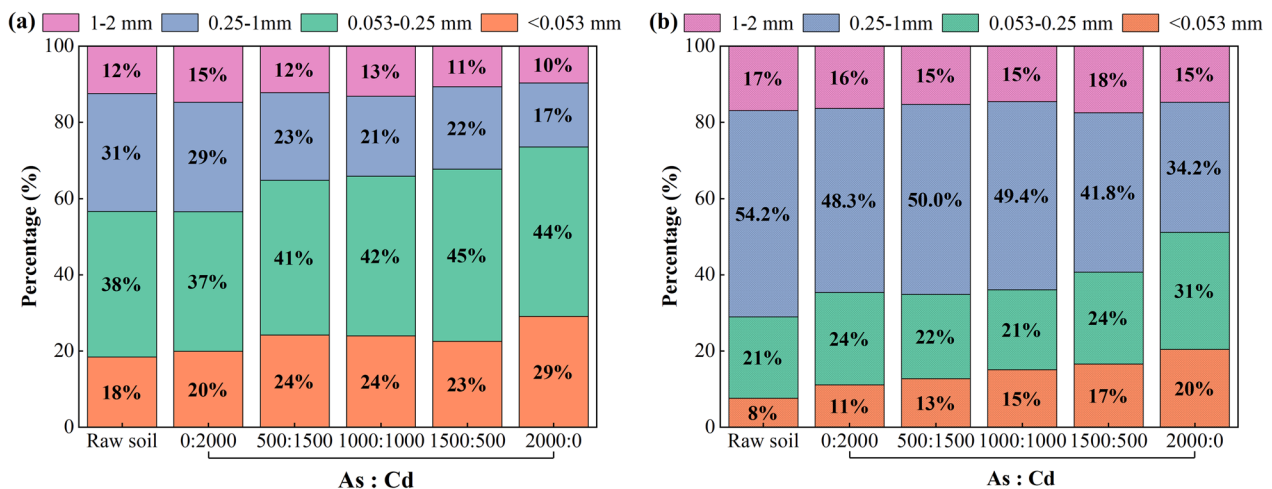 (a) 1-2 mm 0.25-1mm 0.053-0.25 mm <0.053 mm
Percentage (%)
100
80
60
40
20
0
12% 15% 12% 13% 11% 10%
31% 29% 23% 21% 22% 17%
38% 37% 41% 42% 45% 44%
18% 20% 24% 24% 23% 29%
Raw soil 0:2000 500:1500 1000:1000 1500:500 2000:0
As : Cd
(b) 1-2 mm 0.25-1mm 0.053-0.25 mm <0.053 mm
Percentage (%)
100
80
60
40
20
0
17% 16% 15% 15% 18% 15%
54.2% 48.3% 50.0% 49.4% 41.8% 34.2%
21% 24% 22% 21% 24% 31%
8% 11% 13% 15% 17% 20%
Raw soil 0:2000 500:1500 1000:1000 1500:500 2000:0
As : Cd